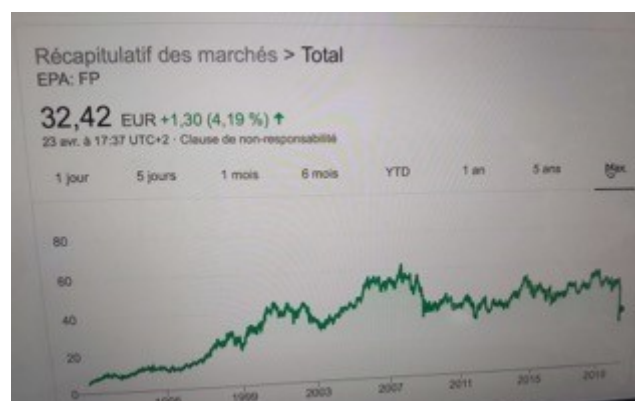 Récapitulatif des marchés > Total
EPA: FP
32,42 EUR +1,30 (4,19 %) ↑
23 avr. à 17:37 UTC+2 · Clause de non-responsabilité
1 jour 5 jours 1 mois 6 mois YTD 1 an 5 ans Max.
80
60
40
20
0
1999 2003 2007 2011 2015